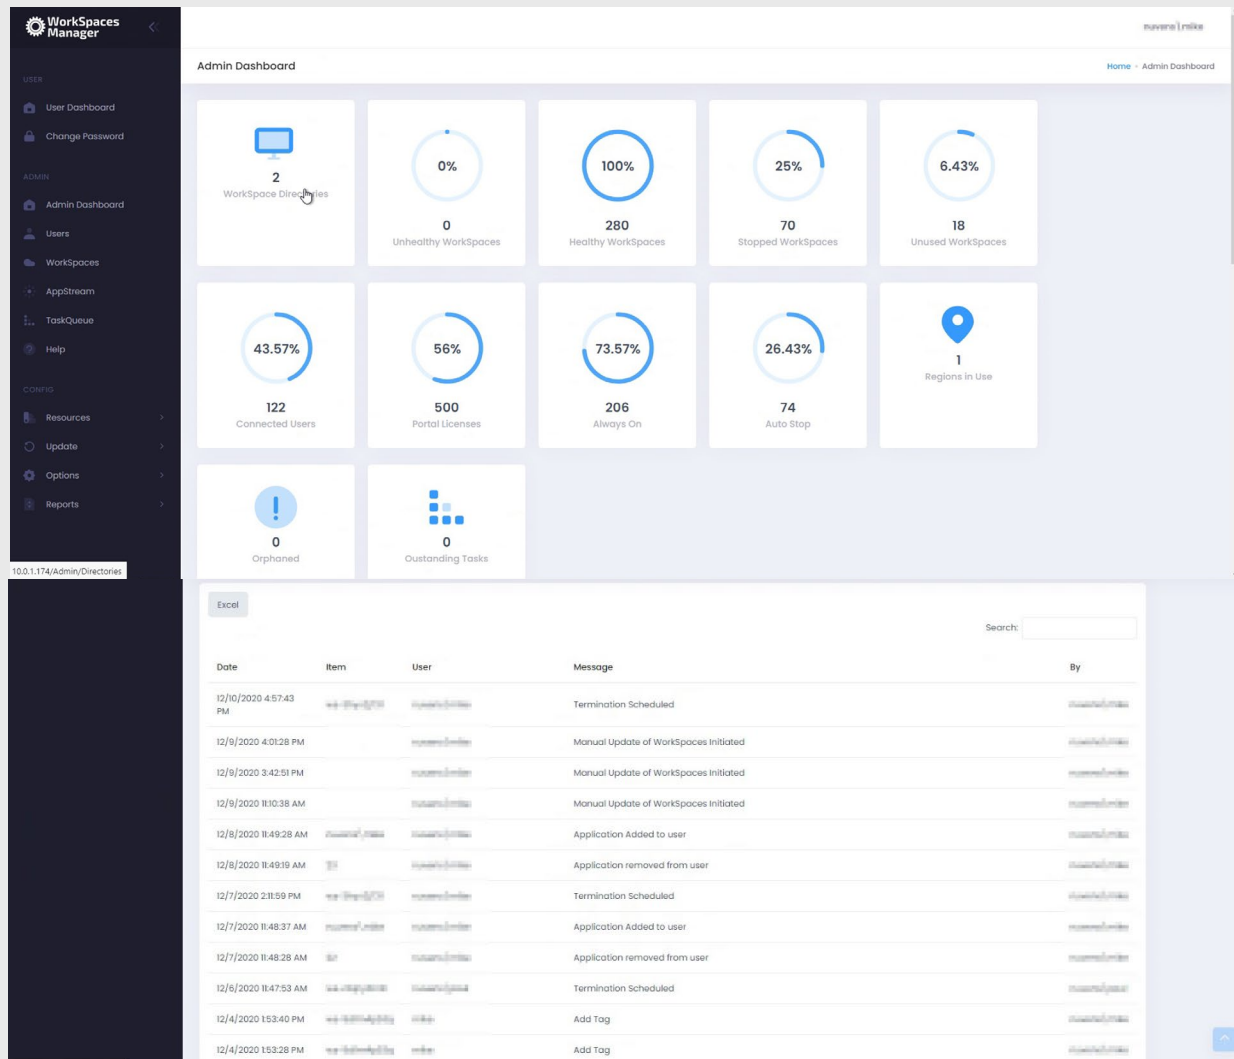 WorkSpaces
Manager
Admin Dashboard
Home - Admin Dashboard
USER
User Dashboard
Change Password
ADMIN
Admin Dashboard
Users
WorkSpaces
AppStream
TaskQueue
Help
CONFIG
Resources
Update
Options
Reports
10.0.1.174/Admin/Directories
2
WorkSpace Directories
0%
0
Unhealthy WorkSpaces
100%
280
Healthy WorkSpaces
25%
70
Stopped WorkSpaces
6.43%
18
Unused WorkSpaces
43.57%
122
Connected Users
56%
500
Portal Licenses
73.57%
206
Always On
26.43%
74
Auto Stop
1
Regions in Use
0
Orphaned
0
Oustanding Tasks
Excel
Search:
Date Item User Message By
12/10/2020 4:57:43
PM
Termination Scheduled
12/9/2020 4:01:28 PM Manual Update of WorkSpaces Initiated
12/9/2020 3:42:51 PM Manual Update of WorkSpaces Initiated
12/9/2020 11:10:38 AM Manual Update of WorkSpaces Initiated
12/8/2020 11:49:28 AM Application Added to user
12/8/2020 11:49:19 AM Application removed from user
12/7/2020 2:11:59 PM Termination Scheduled
12/7/2020 11:48:37 AM Application Added to user
12/7/2020 11:48:28 AM Application removed from user
12/6/2020 11:47:53 AM Termination Scheduled
12/4/2020 1:53:40 PM Add Tag
12/4/2020 1:53:28 PM Add Tag